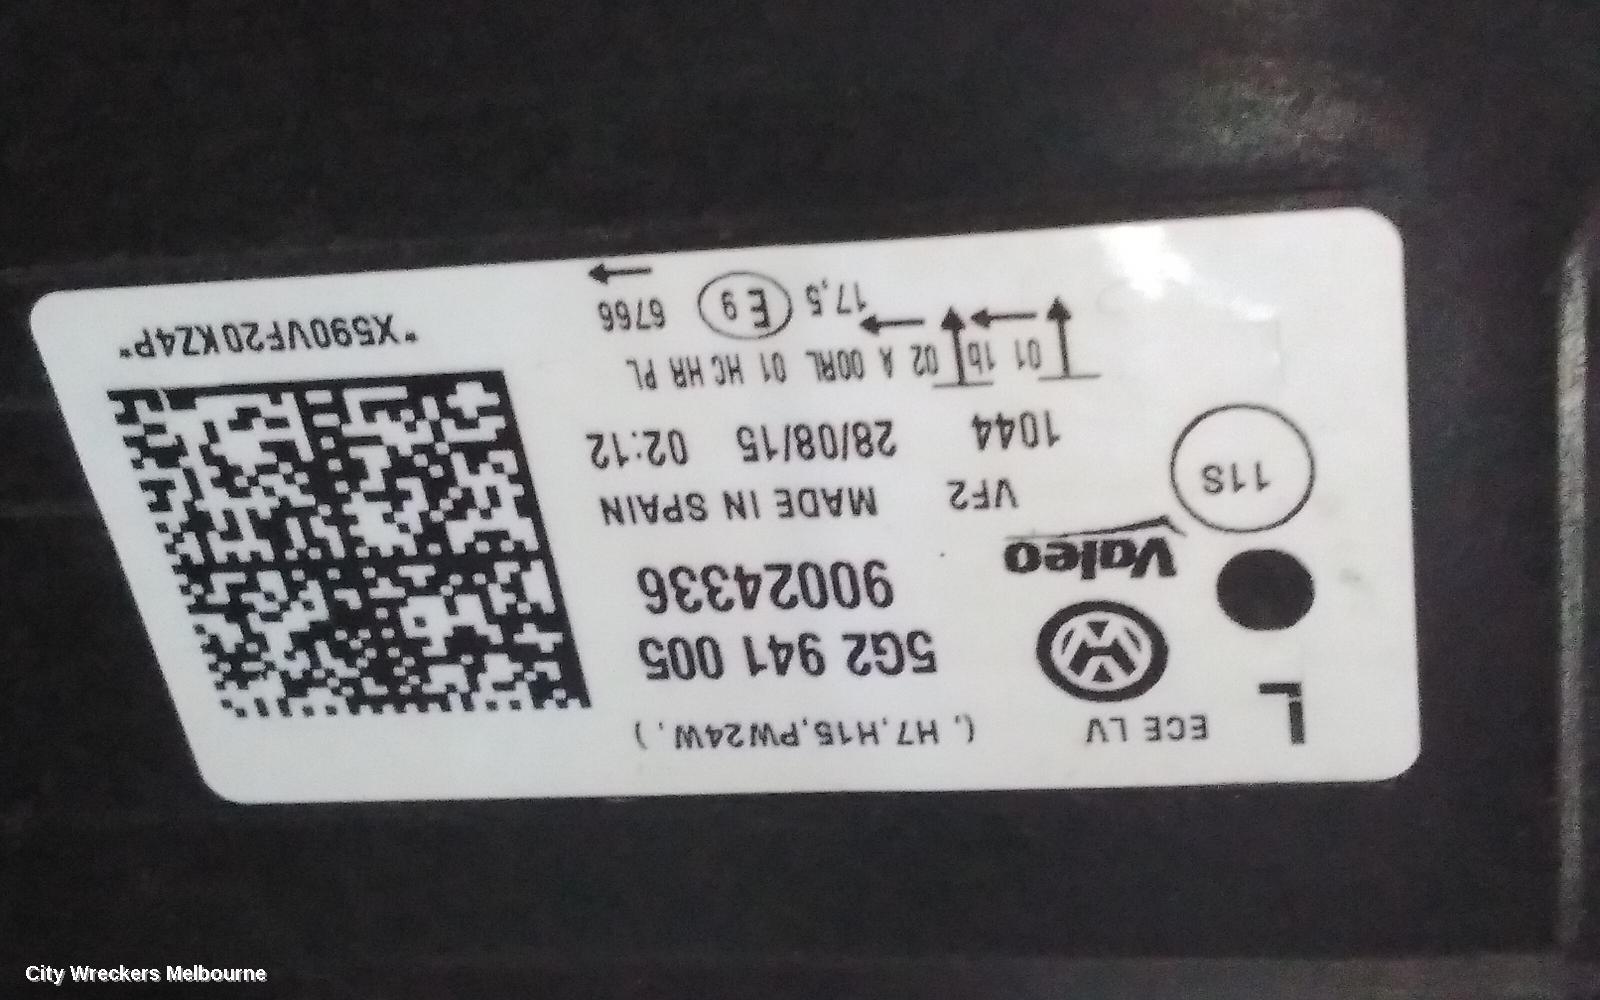 L ECE LV ( , H7,H15,PW24W, )
5G2 941 005
90024336
Valeo
11S
VF2 MADE IN SPAIN
1044 28/08/15 02:12
01 1b 02 A 00RL 01 HC HR PL
17,5 E9 6766
*X590VF20KZ4P*
City Wreckers Melbourne